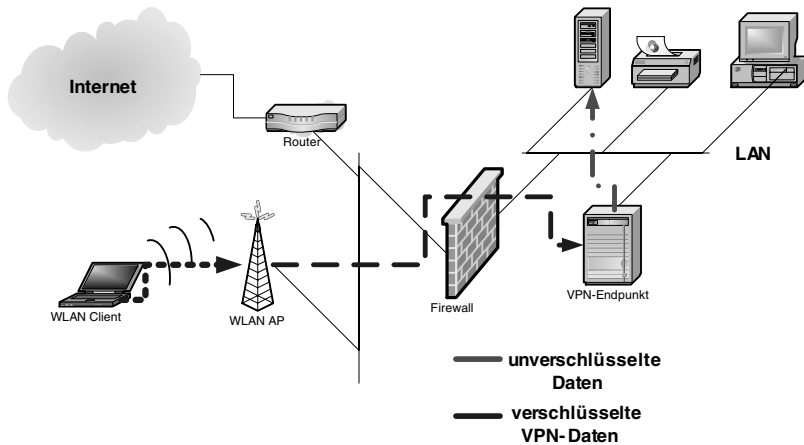 Internet
Router
LAN
WLAN Client
WLAN AP
Firewall
VPN-Endpunkt
unverschlüsselte
Daten
verschlüsselte
VPN-Daten